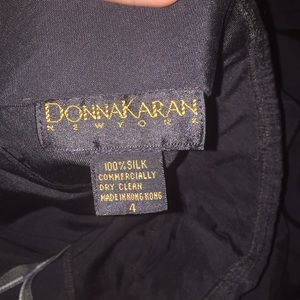 DONNAKARAN
NEW YORK
100% SILK
COMMERCIALLY
DRY CLEAN
MADE IN HONG KONG
4